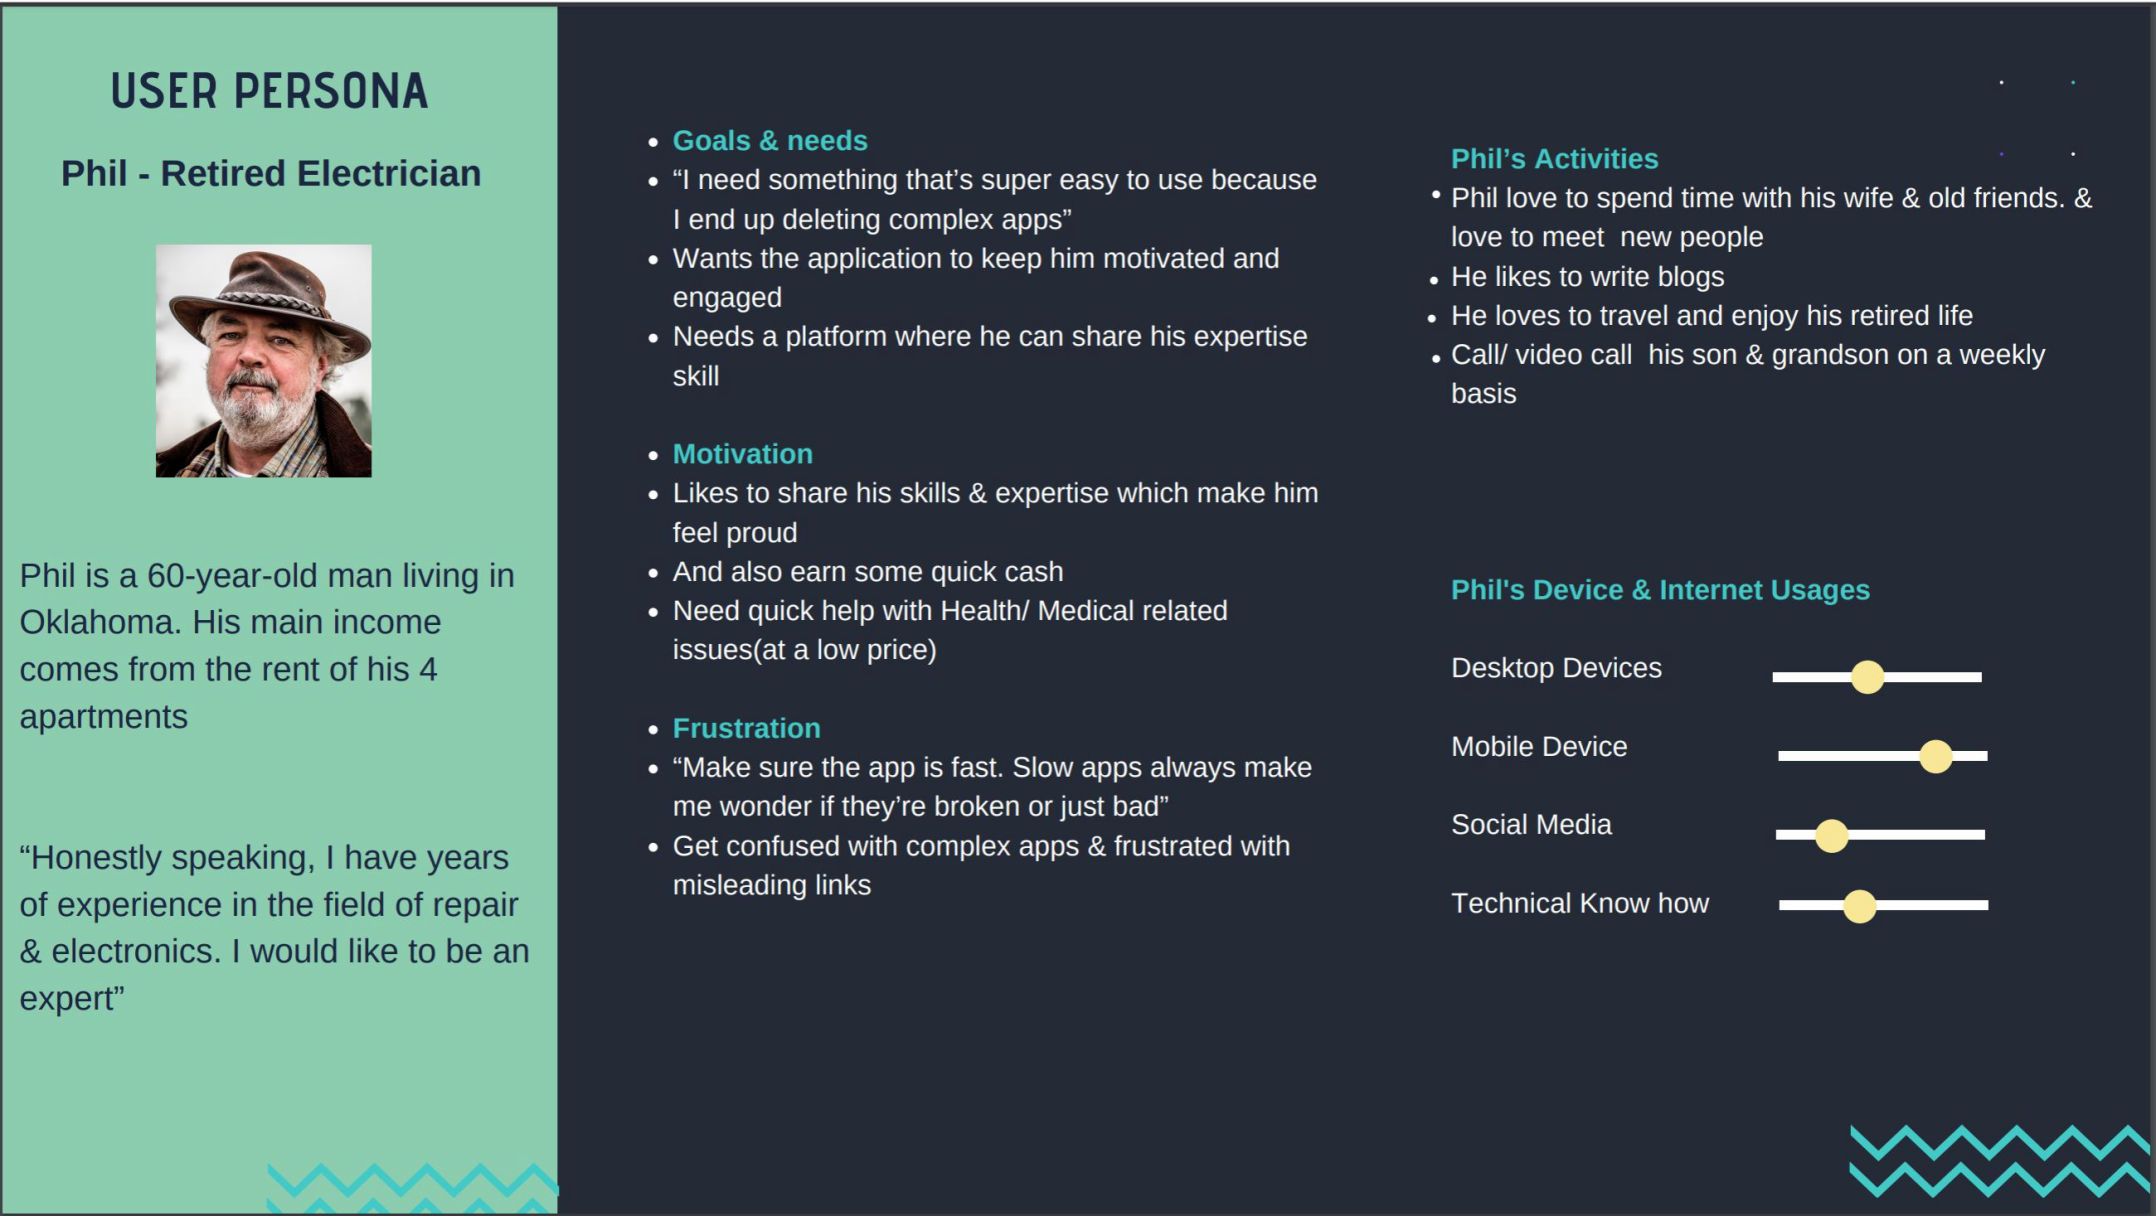 USER PERSONA
Phil - Retired Electrician
Phil is a 60-year-old man living in
Oklahoma. His main income
comes from the rent of his 4
apartments
“Honestly speaking, I have years
of experience in the field of repair
& electronics. I would like to be an
expert”
• Goals & needs
• “I need something that’s super easy to use because
I end up deleting complex apps”
• Wants the application to keep him motivated and
engaged
• Needs a platform where he can share his expertise
skill
• Motivation
• Likes to share his skills & expertise which make him
feel proud
• And also earn some quick cash
• Need quick help with Health/ Medical related
issues(at a low price)
• Frustration
• “Make sure the app is fast. Slow apps always make
me wonder if they’re broken or just bad”
• Get confused with complex apps & frustrated with
misleading links
Phil’s Activities
• Phil love to spend time with his wife & old friends. &
love to meet  new people
• He likes to write blogs
• He loves to travel and enjoy his retired life
• Call/ video call  his son & grandson on a weekly
basis
Phil's Device & Internet Usages
Desktop Devices
Mobile Device
Social Media
Technical Know how